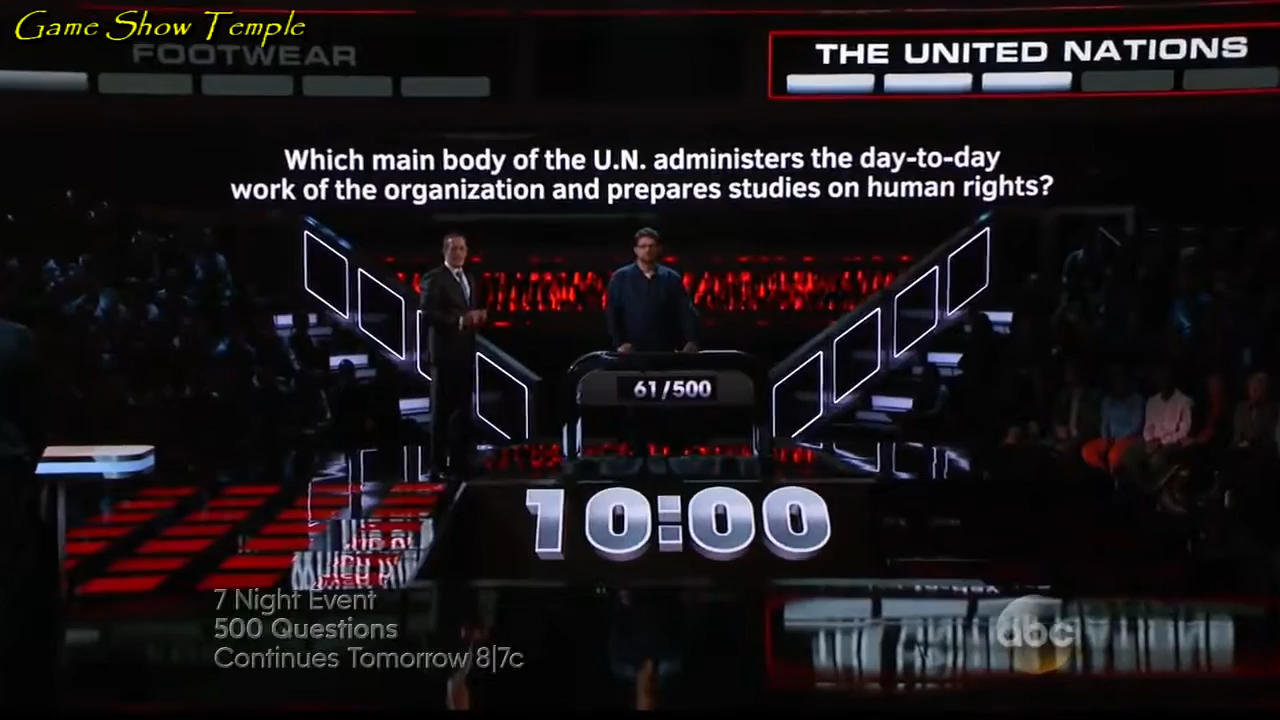 Game Show Temple
FOOTWEAR
THE UNITED NATIONS
Which main body of the U.N. administers the day-to-day
work of the organization and prepares studies on human rights?
61/500
10:00
7 Night Event
500 Questions
Continues Tomorrow 8|7c
abc